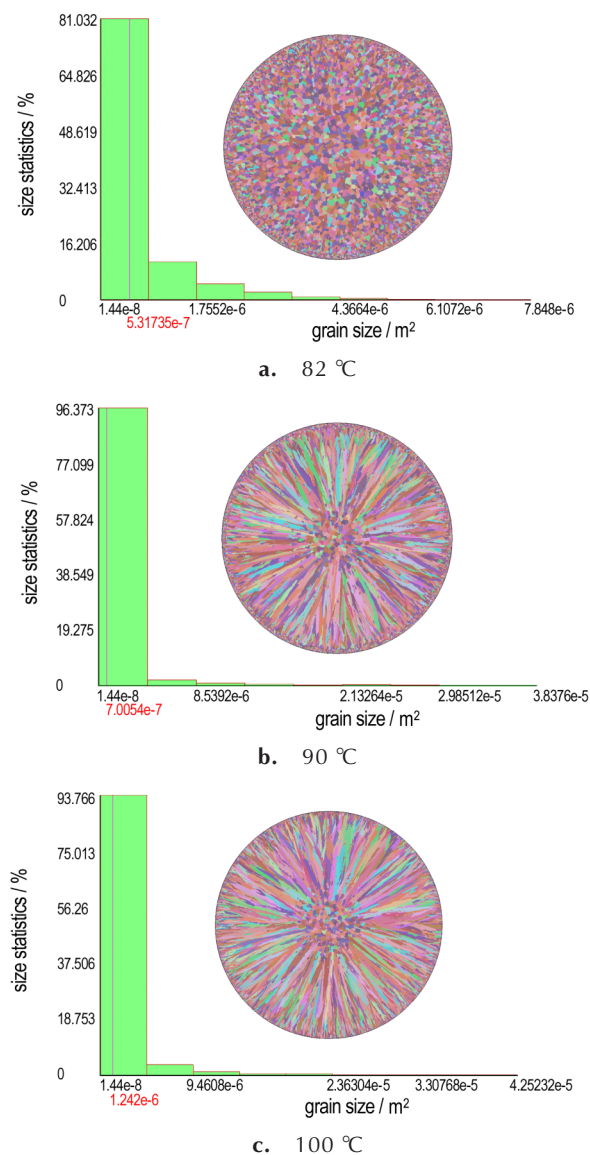 81.032
64.826
48.619
32.413
16.206
0
size statistics / %
1.44e-8 1.7552e-6 4.3664e-6 6.1072e-6 7.848e-6
5.31735e-7
grain size / m²
a. 82 ℃
96.373
77.099
57.824
38.549
19.275
0
size statistics / %
1.44e-8 8.5392e-6 2.13264e-5 2.98512e-5 3.8376e-5
7.0054e-7
grain size / m²
b. 90 ℃
93.766
75.013
56.26
37.506
18.753
0
size statistics / %
1.44e-8 9.4608e-6 2.36304e-5 3.30768e-5 4.25232e-5
1.242e-6
grain size / m²
c. 100 ℃